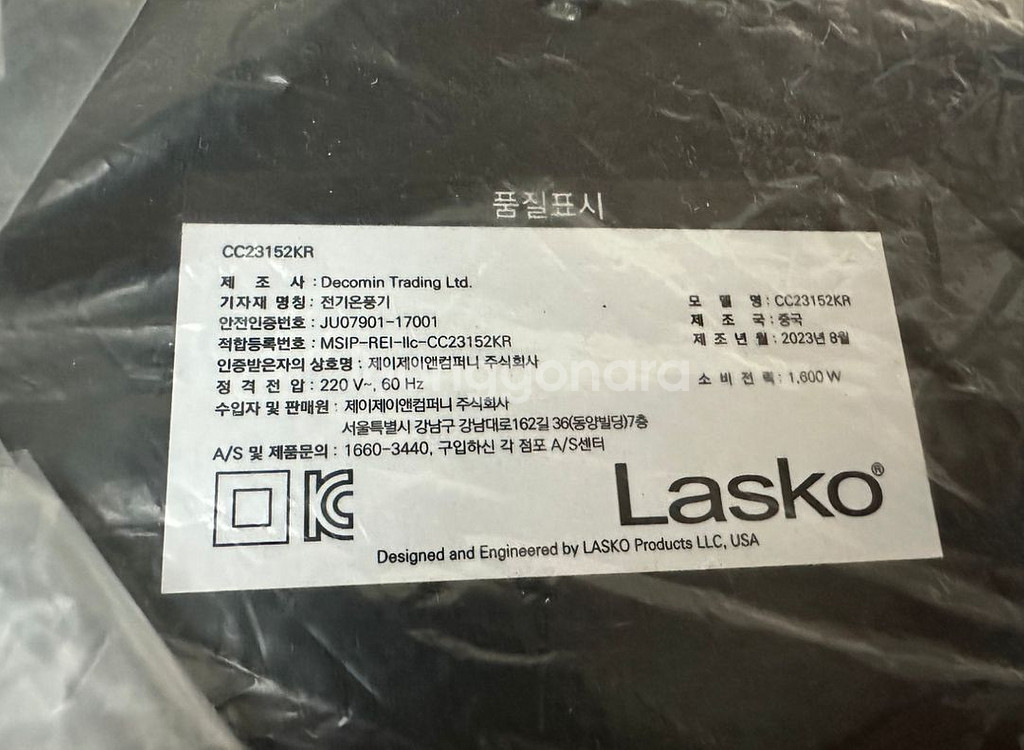 품질표시
CC23152KR
제 조 사 : Decomin Trading Ltd.
기자재 명칭 : 전기온풍기
모 델 명 : CC23152KR
안전인증번호 : JU07901-17001
제 조 국 : 중국
적합등록번호 : MSIP-REI-IIc-CC23152KR
제 조 년 월 : 2023년 8월
인증받은자의 상호명 : 제이제이앤컴퍼니 주식회사
정 격 전 압 : 220 V~, 60 Hz
소 비 전 력 : 1,600 W
수입자 및 판매원 : 제이제이앤컴퍼니 주식회사
서울특별시 강남구 강남대로162길 36(동양빌딩)7층
A/S 및 제품문의 : 1660-3440, 구입하신 각 점포 A/S센터
Lasko®
Designed and Engineered by LASKO Products LLC, USA